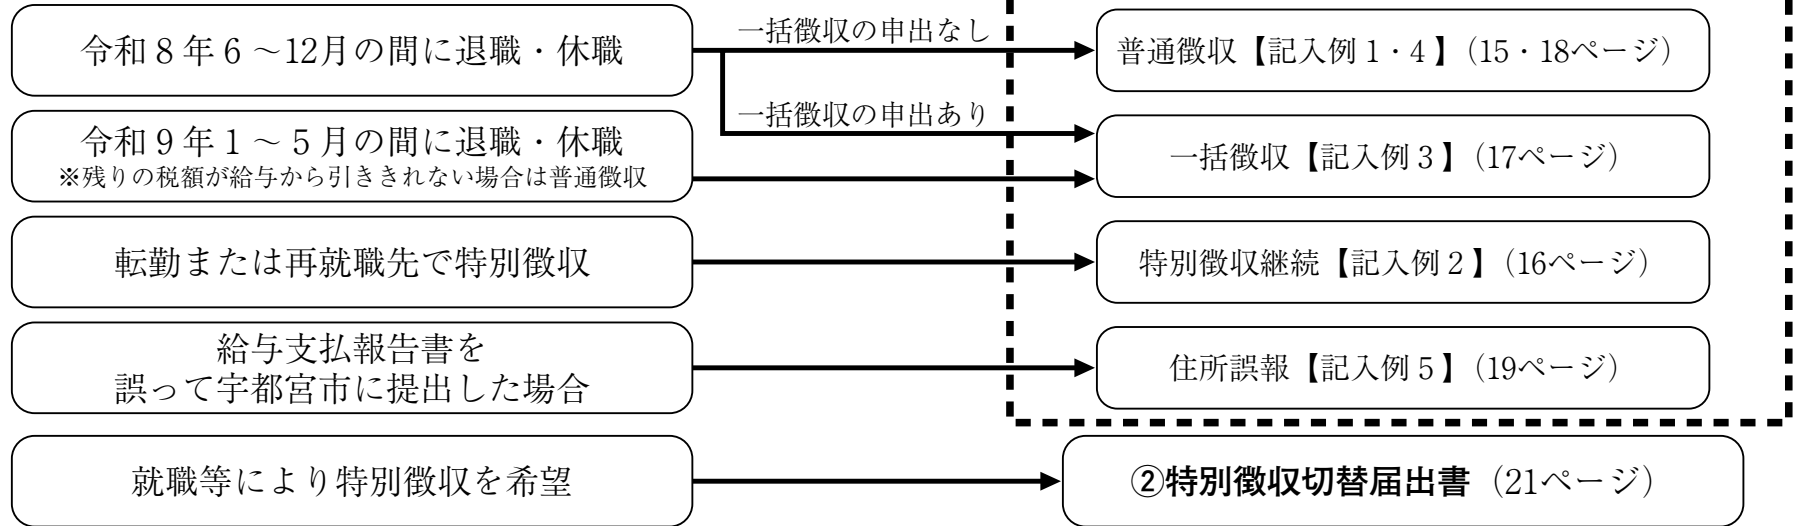 令和８年６～12月の間に退職・休職
一括徴収の申出なし
普通徴収【記入例１・４】（15・18ページ）
一括徴収の申出あり
令和９年１～５月の間に退職・休職
※残りの税額が給与から引ききれない場合は普通徴収
一括徴収【記入例３】（17ページ）
転勤または再就職先で特別徴収
特別徴収継続【記入例２】（16ページ）
給与支払報告書を
誤って宇都宮市に提出した場合
住所誤報【記入例５】（19ページ）
就職等により特別徴収を希望
②特別徴収切替届出書（21ページ）